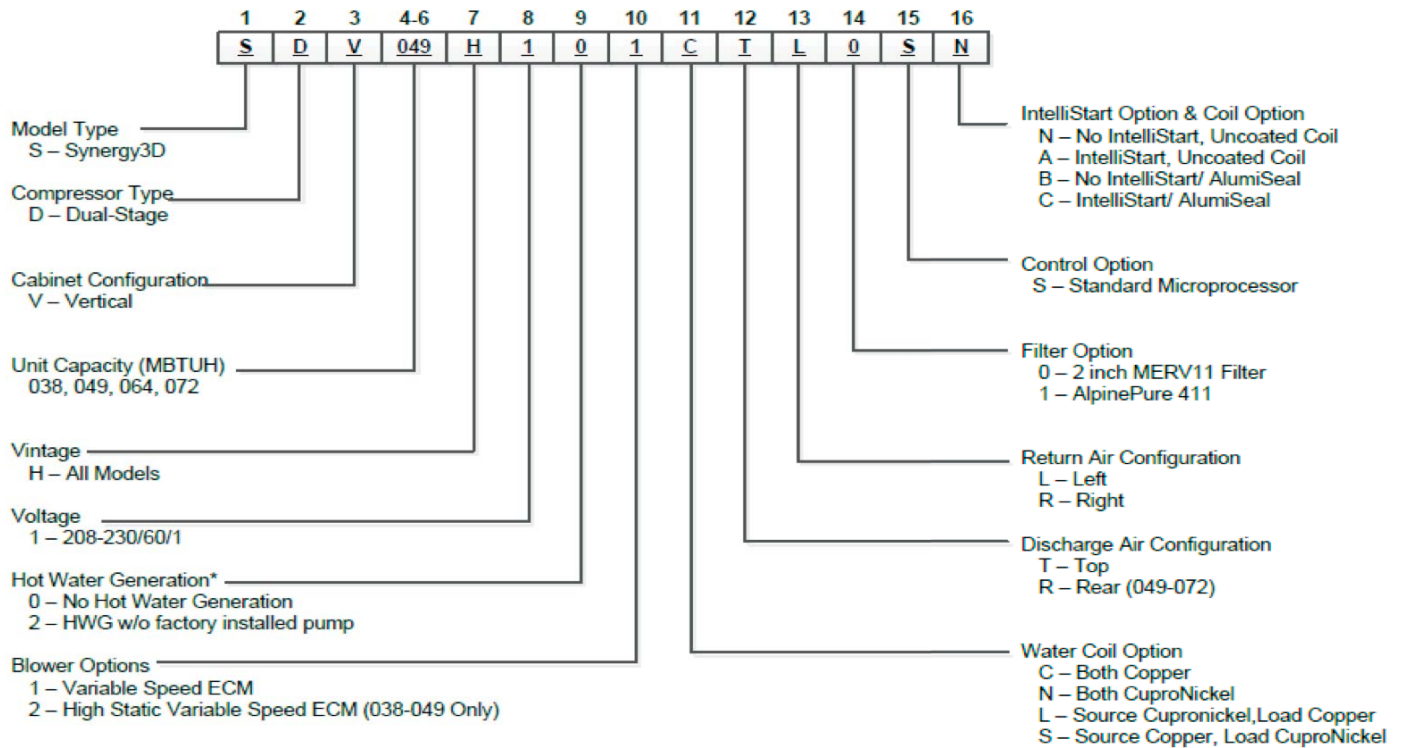 1 2 3 4-6 7 8 9 10 11 12 13 14 15 16
S D V 049 H 1 0 1 C T L 0 S N
Model Type
S – Synergy3D
Compressor Type
D – Dual-Stage
Cabinet Configuration
V – Vertical
Unit Capacity (MBTUH)
038, 049, 064, 072
Vintage
H – All Models
Voltage
1 – 208-230/60/1
Hot Water Generation*
0 – No Hot Water Generation
2 – HWG w/o factory installed pump
Blower Options
1 – Variable Speed ECM
2 – High Static Variable Speed ECM (038-049 Only)
IntelliStart Option & Coil Option
N – No IntelliStart, Uncoated Coil
A – IntelliStart, Uncoated Coil
B – No IntelliStart/ AlumiSeal
C – IntelliStart/ AlumiSeal
Control Option
S – Standard Microprocessor
Filter Option
0 – 2 inch MERV11 Filter
1 – AlpinePure 411
Return Air Configuration
L – Left
R – Right
Discharge Air Configuration
T – Top
R – Rear (049-072)
Water Coil Option
C – Both Copper
N – Both CuproNickel
L – Source Cupronickel,Load Copper
S – Source Copper, Load CuproNickel